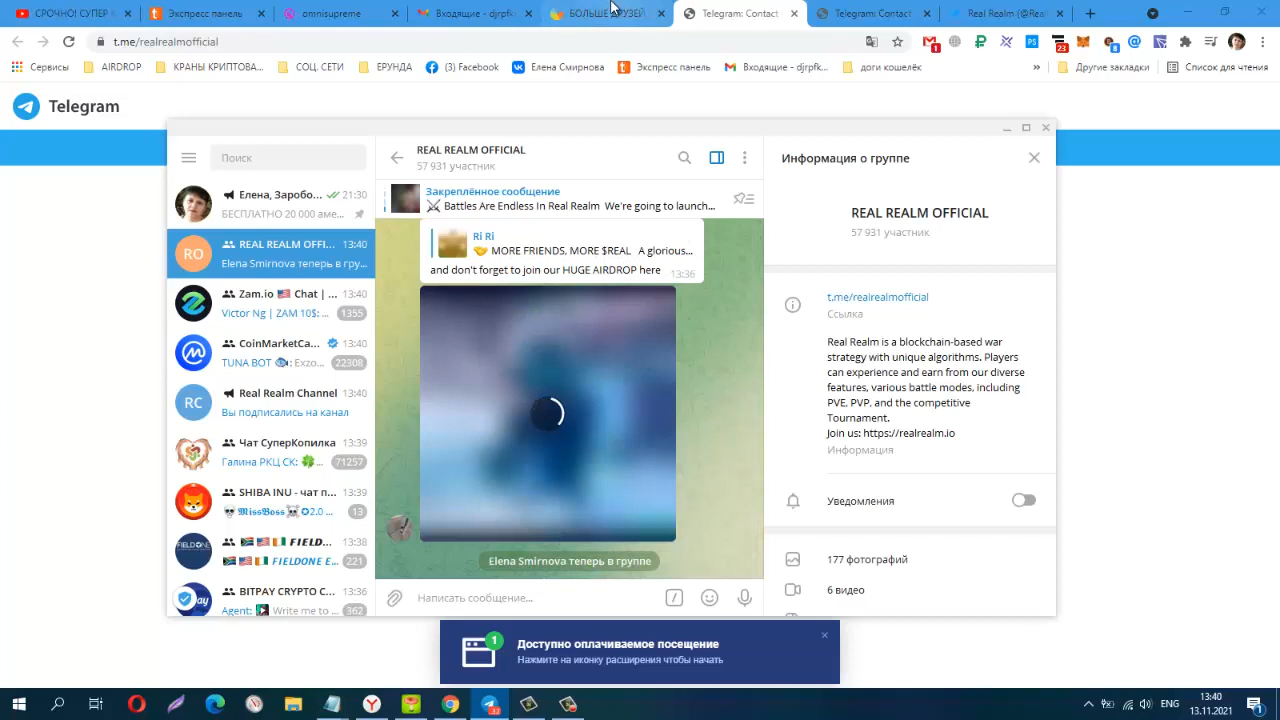 СРОЧНО! СУПЕР
Экспресс панель -
ernestsupreme -
Входящие - djrpfk
БОЛЬШЕ ДРУЗЕЙ
Telegram: Contact
Telegram: Contact
Real Realm (@Real
t.me/realrealmofficial
Сервисы
AIRDROP
КРАНЫ КРИПТОВА...
СОЦ. СЕТИ
ЕРУНДА
(3) Facebook
Елена Смирнова
Экспресс панель
Входящие – djrpfk...
доги кошелёк
»
Другие закладки
Список для чтения
Telegram
Поиск
REAL REALM OFFICIAL
57 931 участник
Информация о группе
Елена, Заробо... 21:30
БЕСПЛАТНО 20 000 аме...
RO
REAL REALM OFFI... 13:40
Elena Smirnova теперь в гру...
Zam.io Chat | ... 13:40
Victor Ng | ZAM 10$: ... 1355
CoinMarketCa... 13:40
TUNA BOT : Exzo... 22308
RC
Real Realm Channel 13:40
Вы подписались на канал
Чат СуперКопилка 13:39
Галина РКЦ СК: ... 71257
SHIBA INU - чат п... 13:39
MissBoss 2.0 ... 13
FIELD... 13:38
FIELDONE E... 221
BITPAY CRYPTO C... 13:36
Agent: Write me to ... 362
Закреплённое сообщение
Battles Are Endless In Real Realm We're going to launch...
Ri Ri
MORE FRIENDS, MORE $REAL A glorious...
and don't forget to join our HUGE AIRDROP here 13:36
Elena Smirnova теперь в группе
Написать сообщение...
REAL REALM OFFICIAL
57 931 участник
t.me/realrealmofficial
Ссылка
Real Realm is a blockchain-based war
strategy with unique algorithms. Players
can experience and earn from our diverse
features, various battle modes, including
PVE, PVP, and the competitive
Tournament.
Join us: https://realrealm.io
Информация
Уведомления
177 фотографий
6 видео
1
Доступно оплачиваемое посещение
Нажмите на иконку расширения чтобы начать
ENG
13:40
13.11.2021